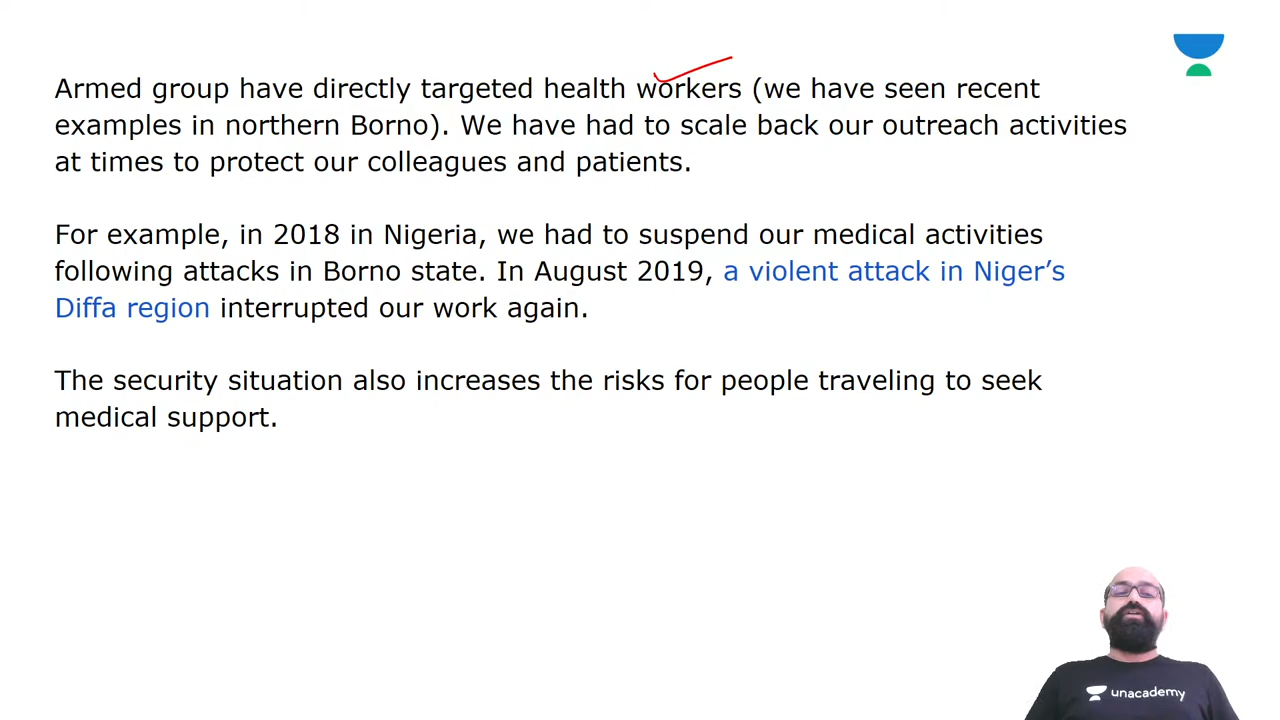 Armed group have directly targeted health workers (we have seen recent
examples in northern Borno). We have had to scale back our outreach activities
at times to protect our colleagues and patients.
For example, in 2018 in Nigeria, we had to suspend our medical activities
following attacks in Borno state. In August 2019, a violent attack in Niger’s
Diffa region interrupted our work again.
The security situation also increases the risks for people traveling to seek
medical support.
unacademy